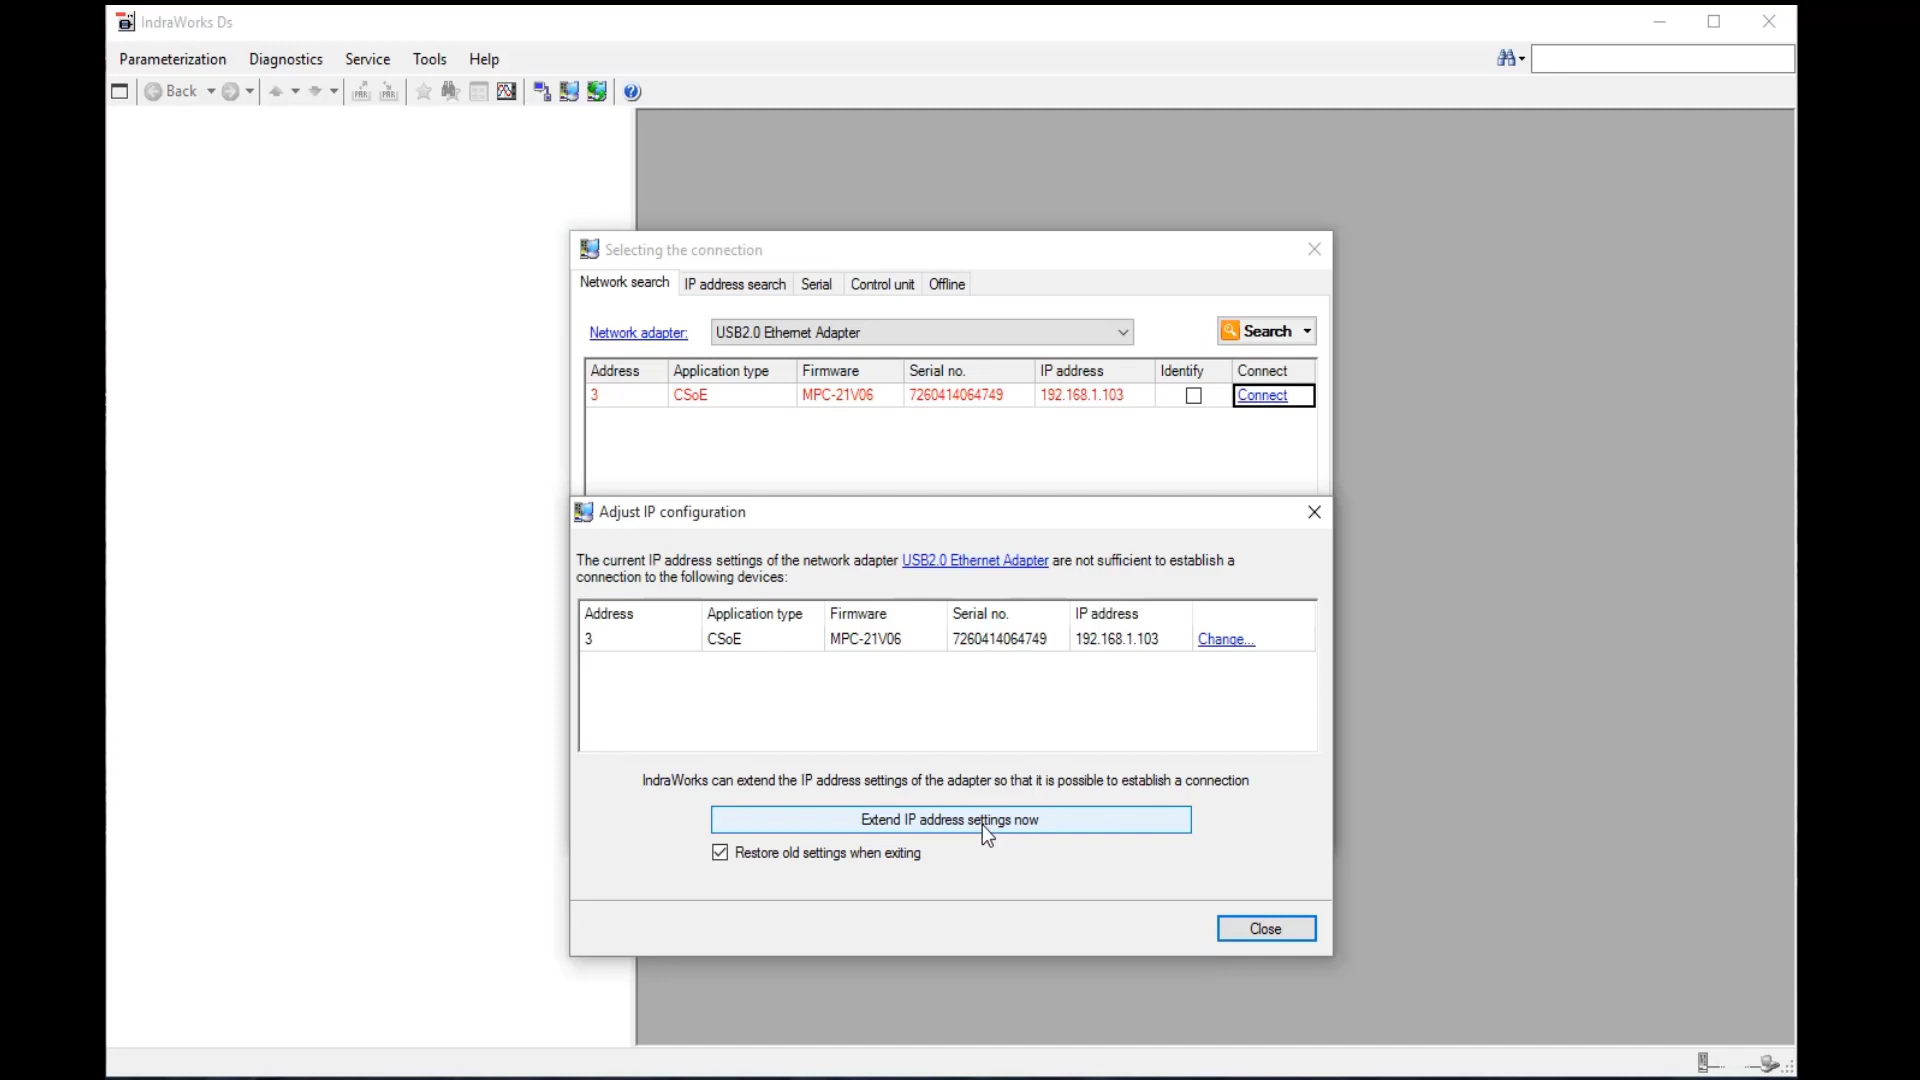 IndraWorks Ds
Parameterization Diagnostics Service Tools Help
Back
Selecting the connection
Network search IP address search Serial Control unit Offline
Network adapter: USB2.0 Ethernet Adapter Search
Address Application type Firmware Serial no. IP address Identify Connect
3 CSoE MPC-21V06 7260414064749 192.168.1.103 Connect
Adjust IP configuration
The current IP address settings of the network adapter USB2.0 Ethernet Adapter are not sufficient to establish a
connection to the following devices:
Address Application type Firmware Serial no. IP address
3 CSoE MPC-21V06 7260414064749 192.168.1.103 Change...
IndraWorks can extend the IP address settings of the adapter so that it is possible to establish a connection
Extend IP address settings now
Restore old settings when exiting
Close